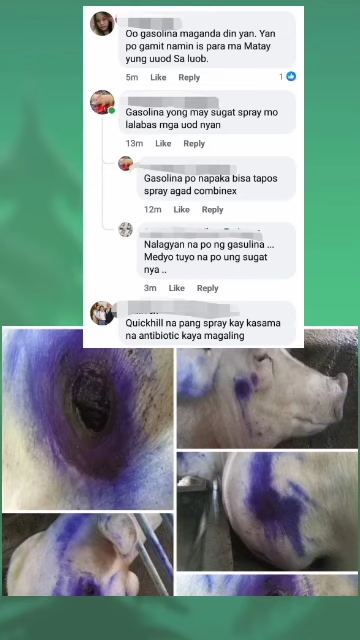 Oo gasolina maganda din yan. Yan
po gamit namin is para ma Matay
yung uuod Sa luob.
5m Like Reply 1
Gasolina yong may sugat spray mo
lalabas mga uod nyan
13m Like Reply
Gasolina po napaka bisa tapos
spray agad combinex
12m Like Reply
Nalagyan na po ng gasulina ...
Medyo tuyo na po ung sugat
nya ..
3m Like Reply
Quickhill na pang spray kay kasama
na antibiotic kaya magaling